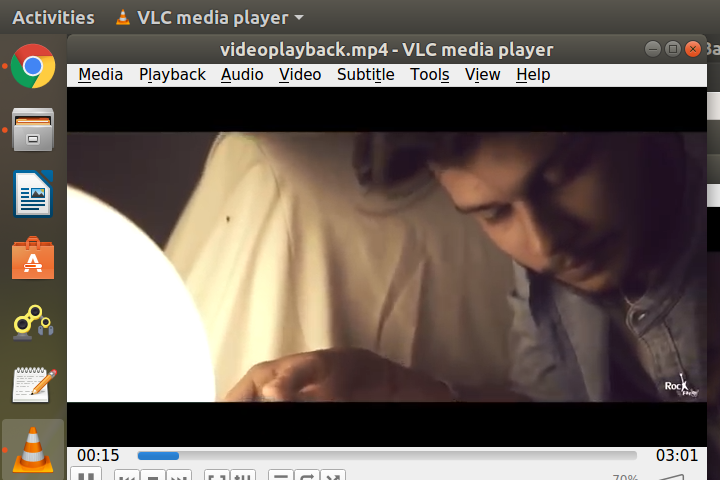 Activities VLC media player
videoplayback.mp4 - VLC media player
Media Playback Audio Video Subtitle Tools View Help
Rock
00:15 03:01
70%